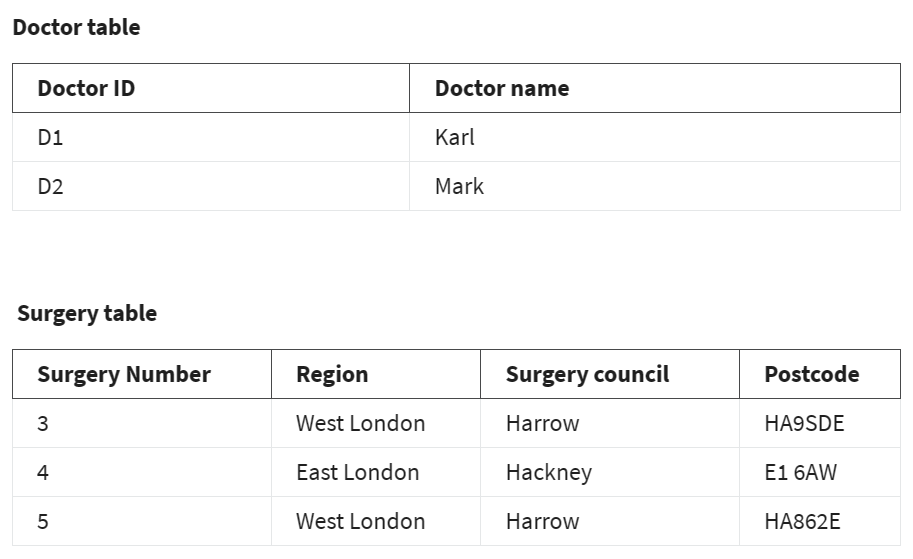 Doctor table
Doctor ID Doctor name
D1 Karl
D2 Mark
Surgery table
Surgery Number Region Surgery council Postcode
3 West London Harrow HA9SDE
4 East London Hackney E1 6AW
5 West London Harrow HA862E